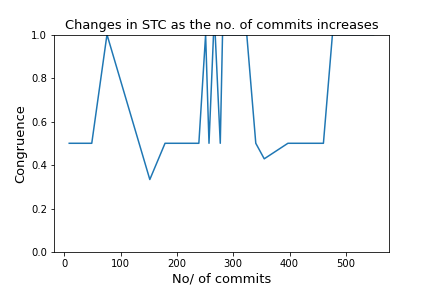 Changes in STC as the no. of commits increases
1.0
0.8
0.6
0.4
0.2
0.0
Congruence
0 100 200 300 400 500
No/ of commits